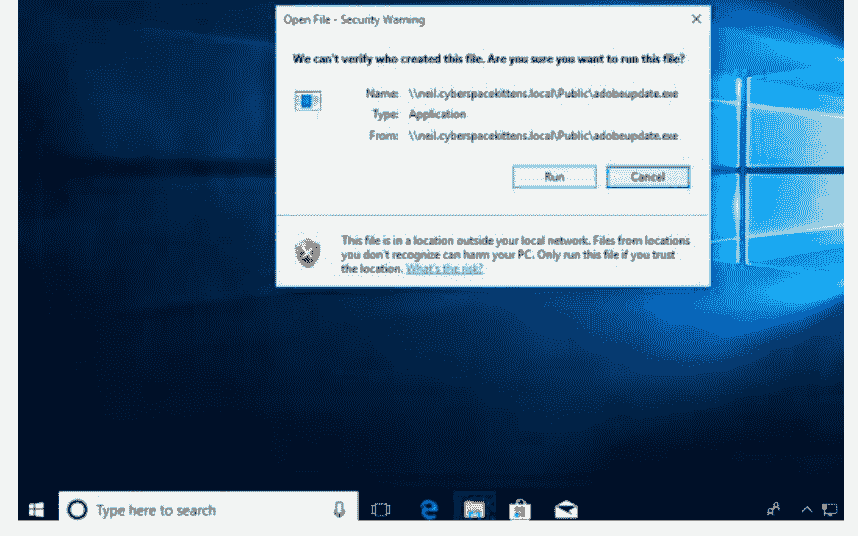 Open File - Security Warning
We can't verify who created this file. Are you sure you want to run this file?
Name: \\neil.cyberspacekittens.local\Public\adobeupdate.exe
Type: Application
From: \\neil.cyberspacekittens.local\Public\adobeupdate.exe
Run Cancel
This file is in a location outside your local network. Files from locations
you don't recognize can harm your PC. Only run this file if you trust
the location. What's the risk?
Type here to search